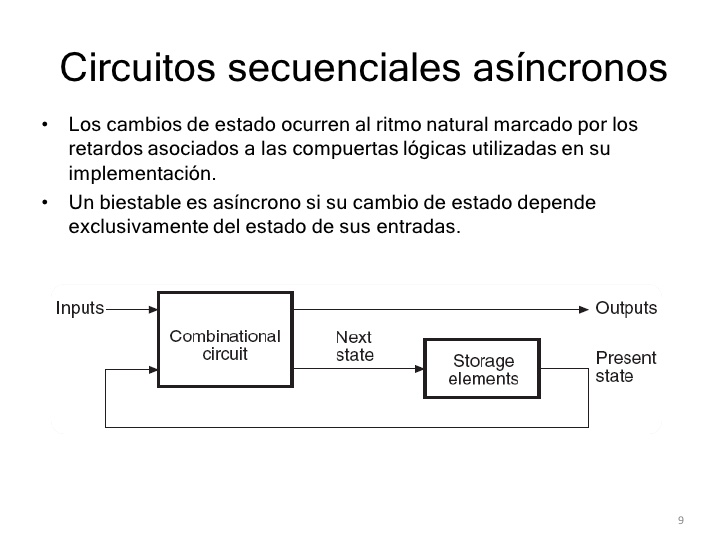 Circuitos secuenciales asíncronos
• Los cambios de estado ocurren al ritmo natural marcado por los
retardos asociados a las compuertas lógicas utilizadas en su
implementación.
• Un biestable es asíncrono si su cambio de estado depende
exclusivamente del estado de sus entradas.
Inputs
Combinational
circuit
Next
state
Storage
elements
Outputs
Present
state
9